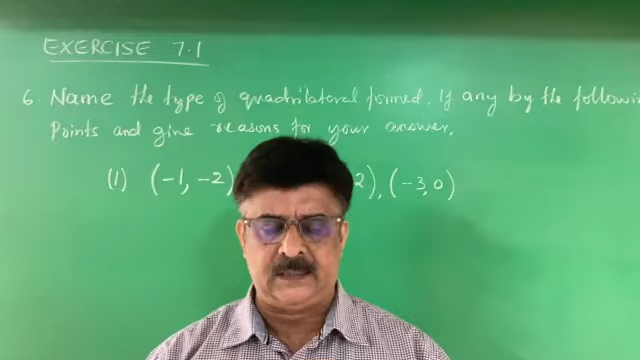 EXERCISE 7.1
6. Name the type of quadrilateral formed, If any by the followin
Points and give reasons for your answer.
(1) (-1, -2) 2), (-3, 0)